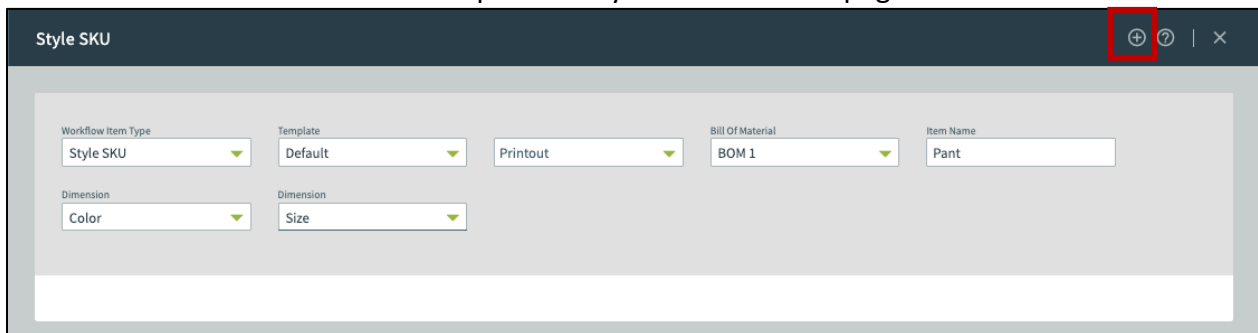 Style SKU
Workflow Item Type Template Bill Of Material Item Name
Style SKU Default Printout BOM 1 Pant
Dimension Dimension
Color Size